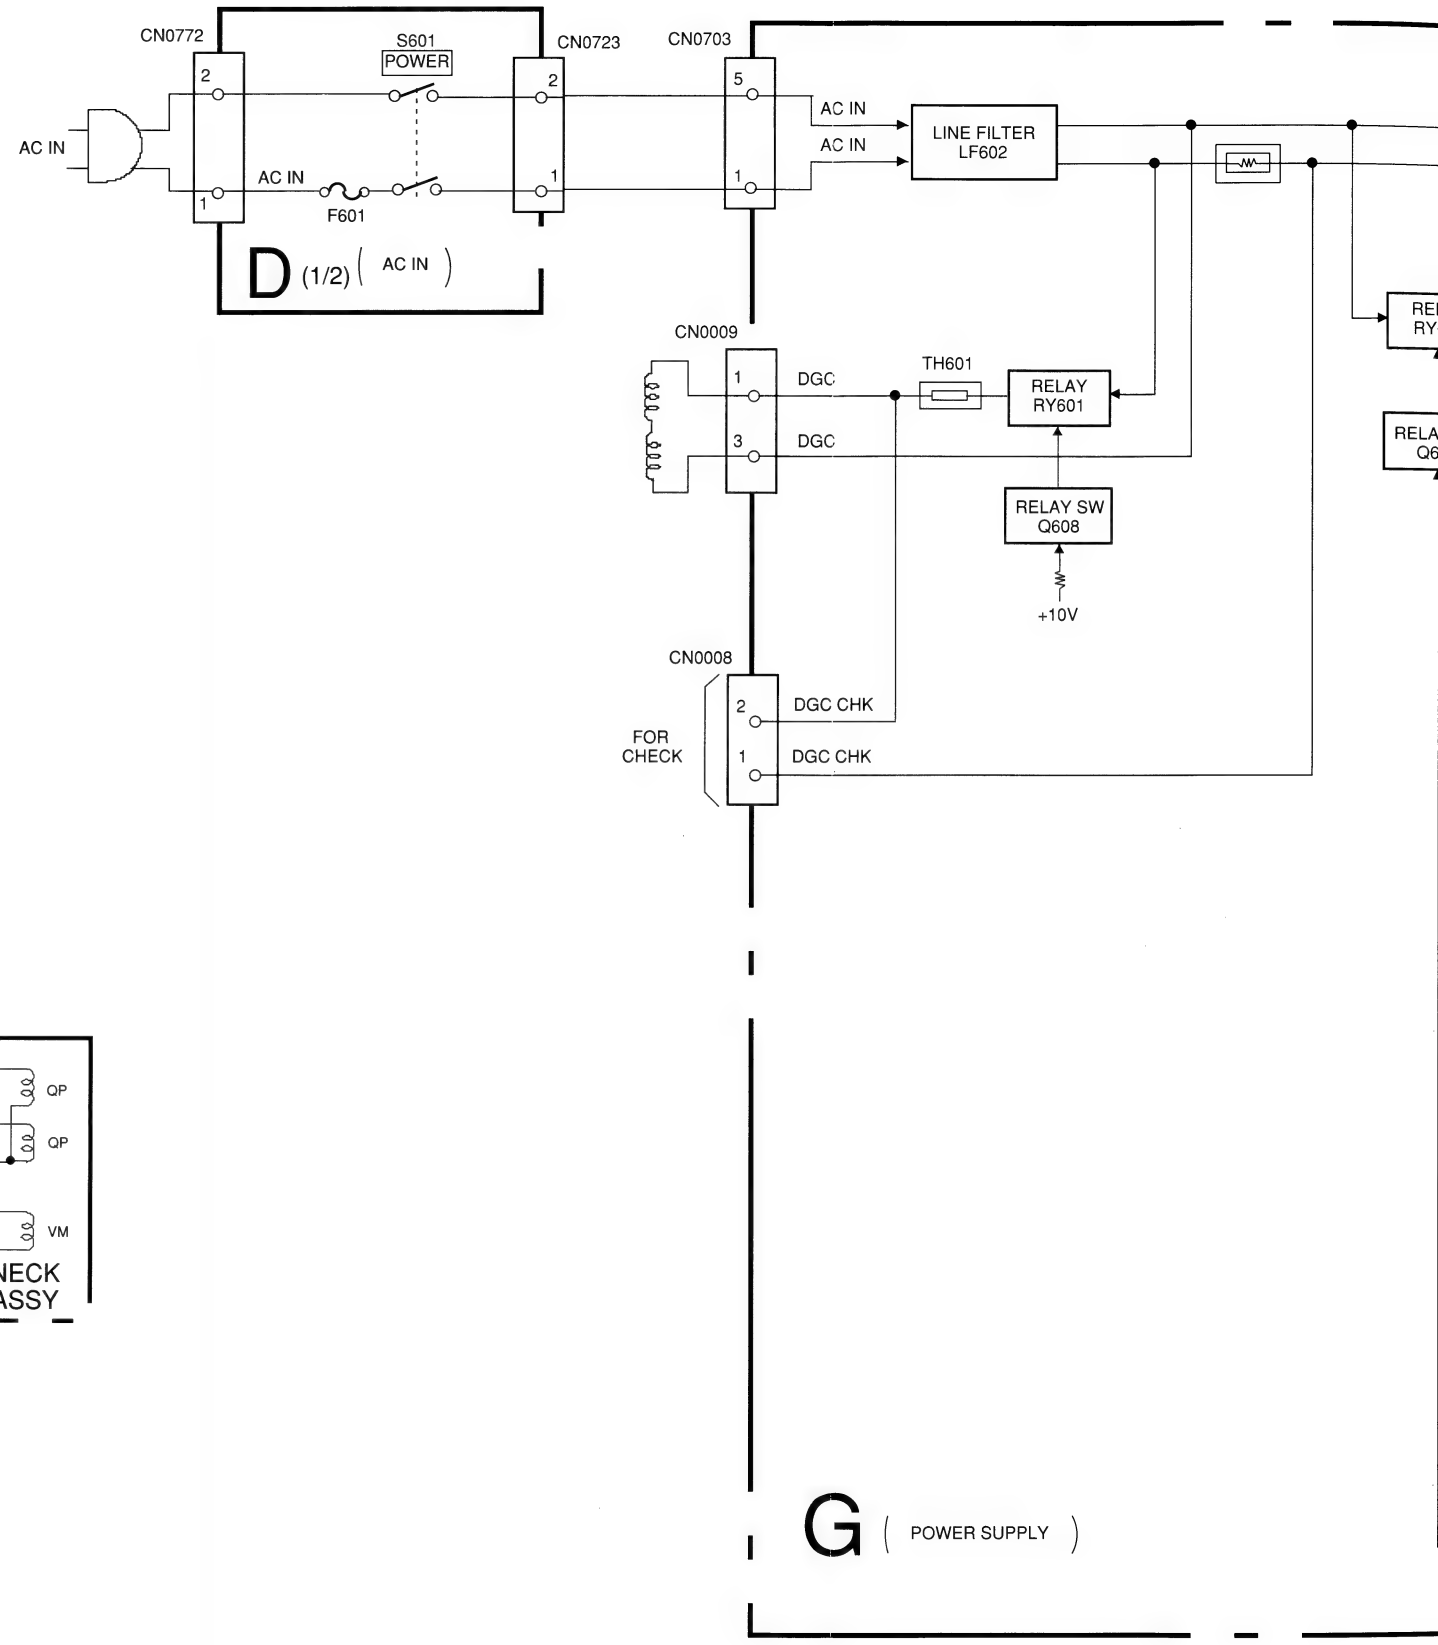 CN0772
S601
POWER
CN0723
CN0703
2
2
5
AC IN
AC IN
AC IN
LINE FILTER
LF602
AC IN
1
F601
1
1
D (1/2) ( AC IN )
CN0009
1
DGC
TH601
RELAY
RY601
3
DGC
RELAY SW
Q608
+10V
CN0008
2
DGC CHK
FOR
CHECK
1
DGC CHK
QP
QP
VM
ASSY
G ( POWER SUPPLY )